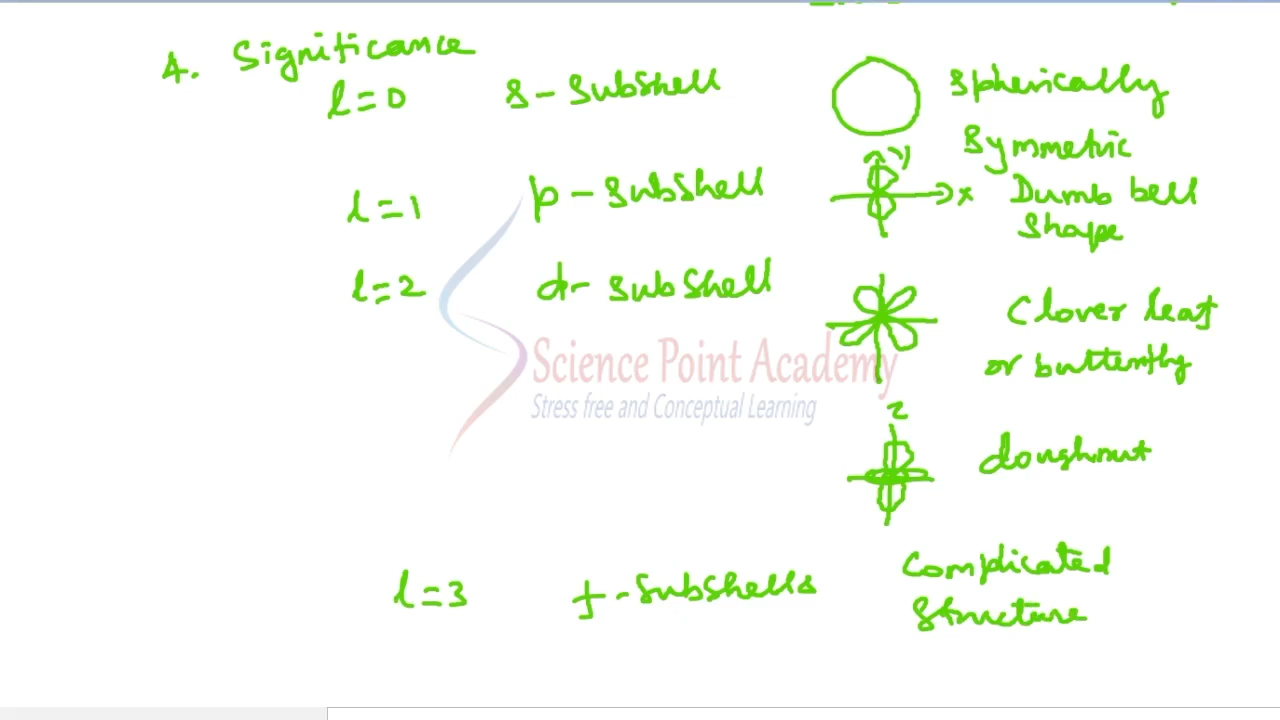 4. Significance
l=0 s-subshell Spherically
Symmetric
y
l=1 p-subshell x Dumb bell
Shape
l=2 d-subshell Clover leaf
or butterfly
Science Point Academy
Stress free and Conceptual Learning
z
doughnut
l=3 f-subshells Complicated
Structure